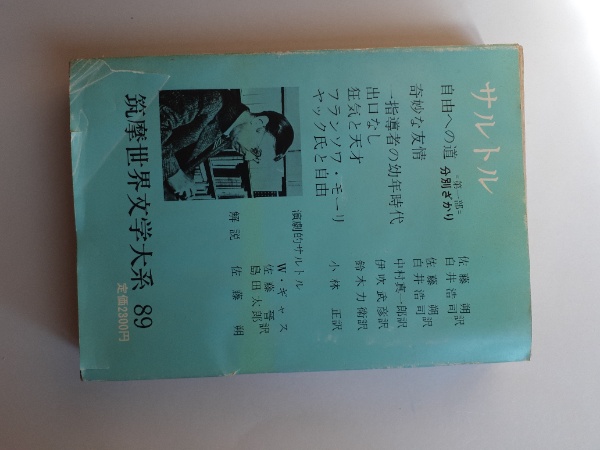 サルトル
自由への道 －第一部－ 分別ざかり 佐藤朔訳 白井浩司訳
奇妙な友情 佐藤朔訳 白井浩司訳
一指導者の幼年時代 中村真一郎訳
出口なし 伊吹武彦訳
狂気と天才 鈴木力衛訳
フランソワ・モーリヤック氏と自由 小林正訳
演劇的サルトル W・ギャス 佐藤 島田太郎訳
解説 佐藤朔
筑摩世界文学大系 89
定価2300円